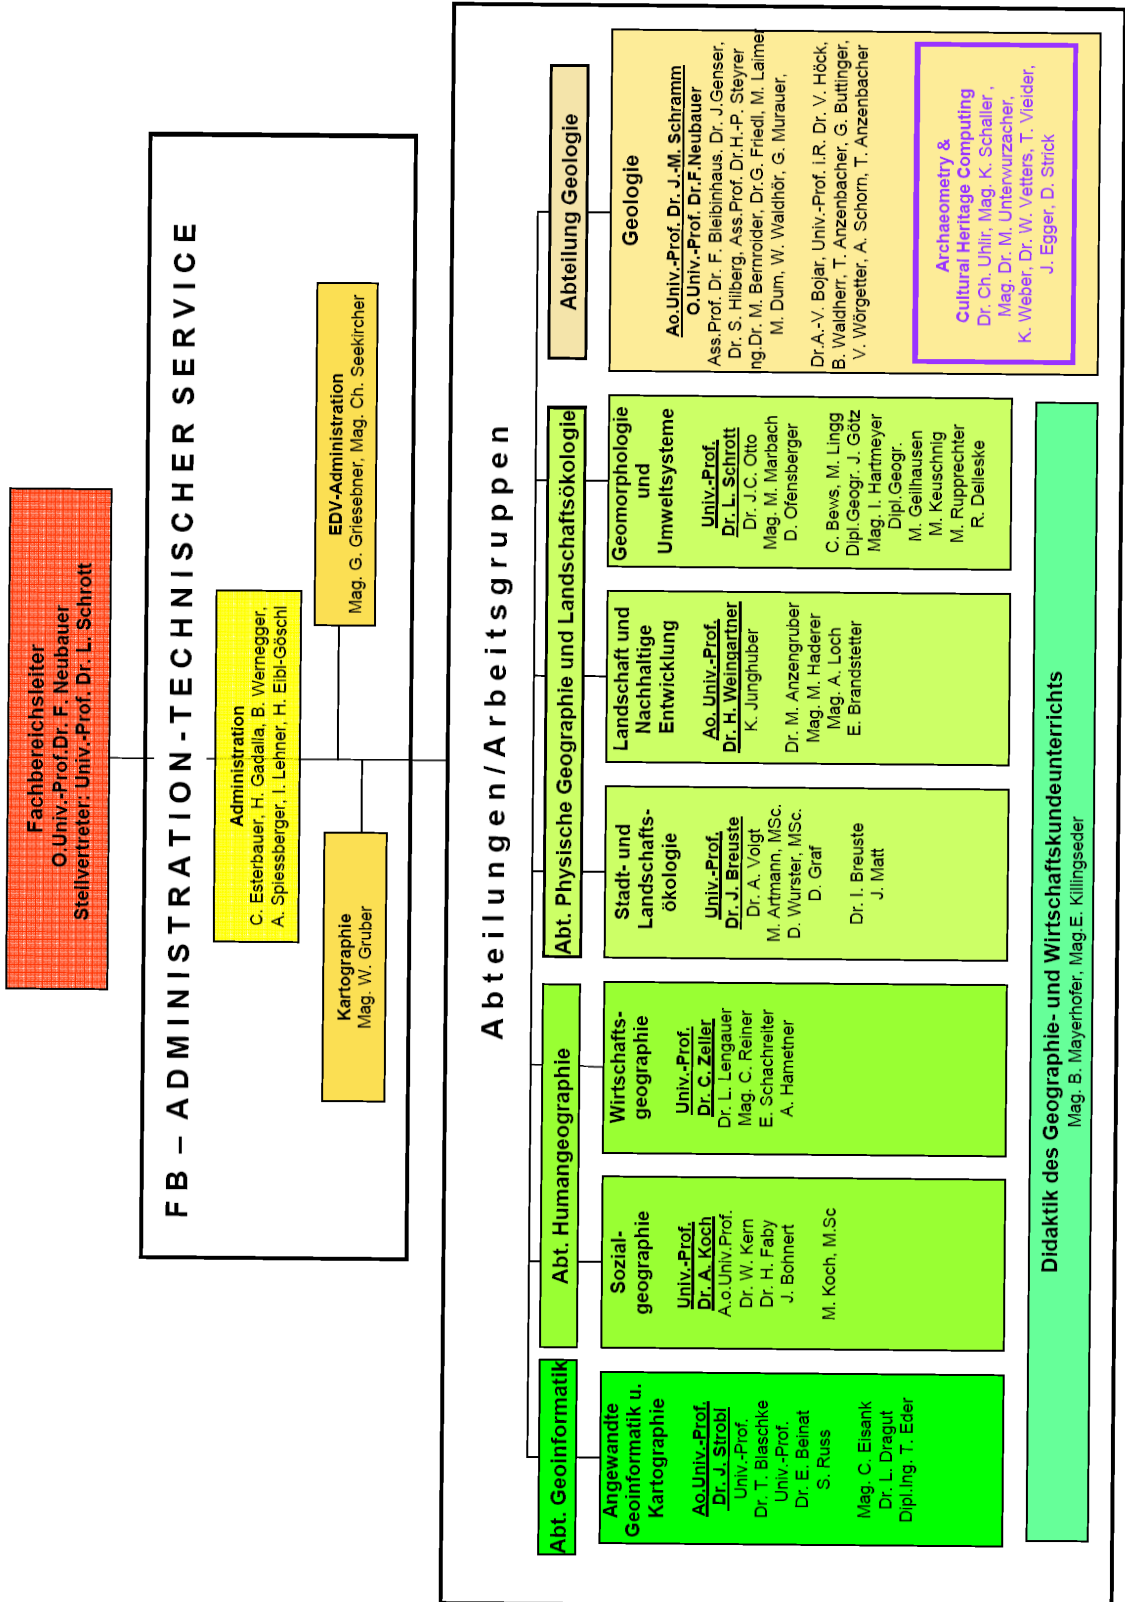 Fachbereichsleiter
O.Univ.-Prof.Dr. F. Neubauer
Stellvertreter: Univ.-Prof. Dr. L. Schrott
FB – ADMINISTRATION-TECHNISCHER SERVICE
Administration
C. Esterbauer, H. Gadalla, B. Wernegger,
A. Spiessberger, I. Lehner, H. Eibl-Göschl
Kartographie
Mag. W. Gruber
EDV-Administration
Mag. G. Griesebner, Mag. Ch. Seekircher
Abteilungen/Arbeitsgruppen
Abt. Geoinformatik
Angewandte
Geoinformatik u.
Kartographie
Ao.Univ.-Prof.
Dr. J. Strobl
Univ.-Prof.
Dr. T. Blaschke
Univ.-Prof.
Dr. E. Beinat
S. Russ
Mag. C. Eisank
Dr. L. Dragut
Dipl.Ing. T. Eder
Abt. Humangeographie
Sozial-
geographie
Univ.-Prof.
Dr. A. Koch
A.o.Univ.Prof.
Dr. W. Kern
Dr. H. Faby
J. Bohnert
M. Koch, M.Sc
Wirtschafts-
geographie
Univ.-Prof.
Dr. C. Zeller
Dr. L. Lengauer
Mag. C. Reiner
E. Schachreiter
A. Hametner
Abt. Physische Geographie und Landschaftsökologie
Stadt- und
Landschafts-
ökologie
Univ.-Prof.
Dr. J. Breuste
Dr. A. Voigt
M. Artmann, MSc.
D. Wurster, MSc.
D. Graf
Dr. I. Breuste
J. Matt
Landschaft und
Nachhaltige
Entwicklung
Ao. Univ.-Prof.
Dr. H. Weingartner
K. Junghuber
Dr. M. Anzengruber
Mag. M. Haderer
Mag. A. Loch
E. Brandstetter
Geomorphologie
und
Umweltsysteme
Univ.-Prof.
Dr. L. Schrott
Dr. J.C. Otto
Mag. M. Marbach
D. Ofensberger
C. Bews, M. Lingg
Dipl.Geogr. J. Götz
Mag. I. Hartmeyer
Dipl.Geogr.
M. Geilhausen
M. Keuschnig
M. Rupprechter
R. Delleske
Abteilung Geologie
Geologie
Ao.Univ.-Prof. Dr. J.-M. Schramm
O.Univ.-Prof. Dr.F.Neubauer
Ass.Prof. Dr. F. Bleibinhaus. Dr. J.Genser,
Dr. S. Hilberg, Ass.Prof. Dr.H.-P. Steyrer
ng.Dr. M. Bernroider, Dr.G. Friedl, M. Laimer
M. Dum, W. Waldhör, G. Murauer,
Dr.A.-V. Bojar, Univ.-Prof. i.R. Dr. V. Höck,
B. Waldherr, T. Anzenbacher, G. Buttinger,
V. Wörgetter, A. Schorn, T. Anzenbacher
Archaeometry &
Cultural Heritage Computing
Dr. Ch. Uhlir, Mag. K. Schaller ,
Mag. Dr. M. Unterwurzacher,
K. Weber, Dr. W. Vetters, T. Vieider,
J. Egger, D. Strick
Didaktik des Geographie- und Wirtschaftskundeunterrichts
Mag. B. Mayerhofer, Mag.E. Killingseder